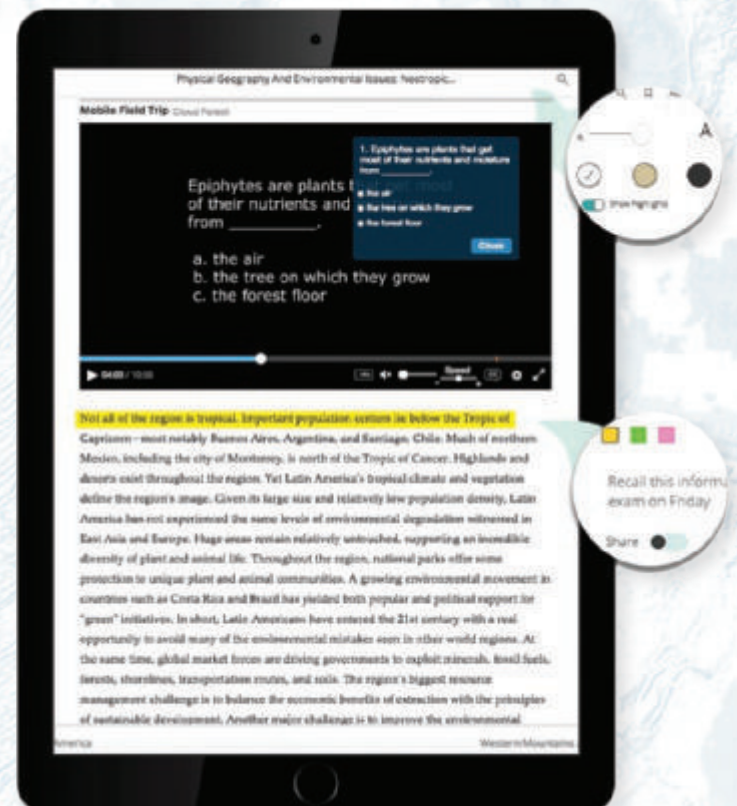 Physical Geography And Environmental Issues: Neotropic...
Mobile Field Trip Cloud Forest
Epiphytes are plants t
of their nutrients and
from ________.
a. the air
b. the tree on which they grow
c. the forest floor
1. Epiphytes are plants that get
most of their nutrients and moisture
from ________.
the air
the tree on which they grow
the forest floor
Close
04:03 / 10:00
Speed
CC
Not all of the region is tropical. Important population centers lie below the Tropic of
Capricorn—most notably Buenos Aires, Argentina, and Santiago, Chile. Much of northern
Mexico, including the city of Monterrey, is north of the Tropic of Cancer. Highlands and
deserts exist throughout the region. Yet Latin America's tropical climate and vegetation
define the region's image. Given its large size and relatively low population density, Latin
America has not experienced the same levels of environmental degradation witnessed in
East Asia and Europe. Huge areas remain relatively untouched, supporting an incredible
diversity of plant and animal life. Throughout the region, national parks offer some
protection to unique plant and animal communities. A growing environmental movement in
countries such as Costa Rica and Brazil has yielded both popular and political support for
"green" initiatives. In short, Latin Americans have entered the 21st century with a real
opportunity to avoid many of the environmental mistakes seen in other world regions. At
the same time, global market forces are driving governments to exploit minerals, fossil fuels,
forests, shorelines, transportation routes, and soils. The region's biggest resource
management challenge is to balance the economic benefits of extraction with the principles
of sustainable development. Another major challenge is to improve the environmental
America
Western Mountains
A
Show highlights
Recall this informa
exam on Friday
Share